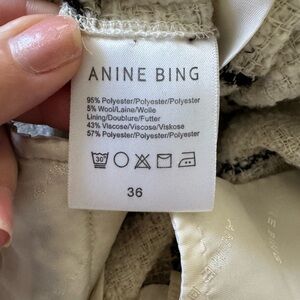 ANINE BING
95% Polyester/Polyester/Polyester
5% Wool/Laine/Wolle
Lining/Doublure/Futter
43% Viscose/Viscose/Viskose
57% Polyester/Polyester/Polyester
30°
36